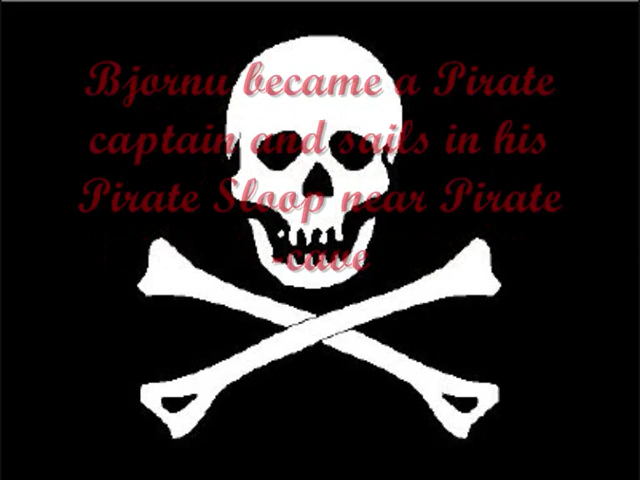 Bjornu became a Pirate
captain and sails in his
Pirate Sloop near Pirate
-cave